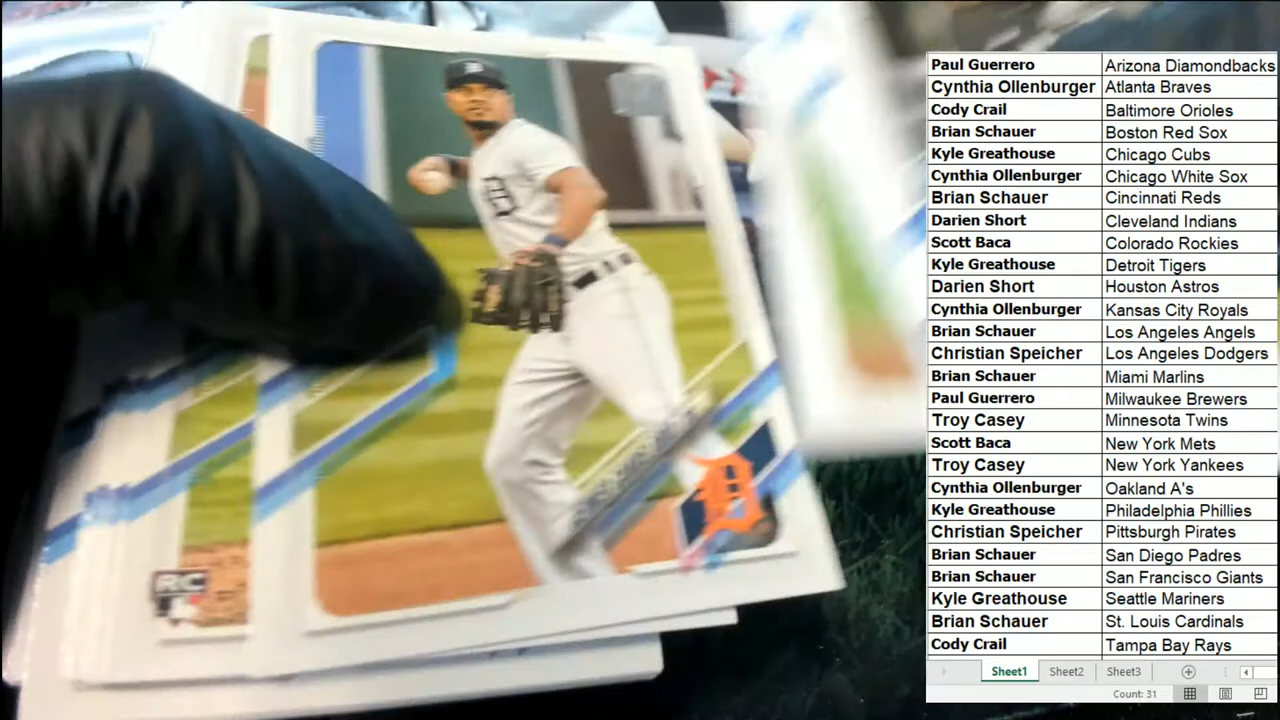 Paul Guerrero Arizona Diamondbacks
Cynthia Ollenburger Atlanta Braves
Cody Crail Baltimore Orioles
Brian Schauer Boston Red Sox
Kyle Greathouse Chicago Cubs
Cynthia Ollenburger Chicago White Sox
Brian Schauer Cincinnati Reds
Darien Short Cleveland Indians
Scott Baca Colorado Rockies
Kyle Greathouse Detroit Tigers
Darien Short Houston Astros
Cynthia Ollenburger Kansas City Royals
Brian Schauer Los Angeles Angels
Christian Speicher Los Angeles Dodgers
Brian Schauer Miami Marlins
Paul Guerrero Milwaukee Brewers
Troy Casey Minnesota Twins
Scott Baca New York Mets
Troy Casey New York Yankees
Cynthia Ollenburger Oakland A's
Kyle Greathouse Philadelphia Phillies
Christian Speicher Pittsburgh Pirates
Brian Schauer San Diego Padres
Brian Schauer San Francisco Giants
Kyle Greathouse Seattle Mariners
Brian Schauer St. Louis Cardinals
Cody Crail Tampa Bay Rays
Sheet1 Sheet2 Sheet3
Count: 31
RC
D